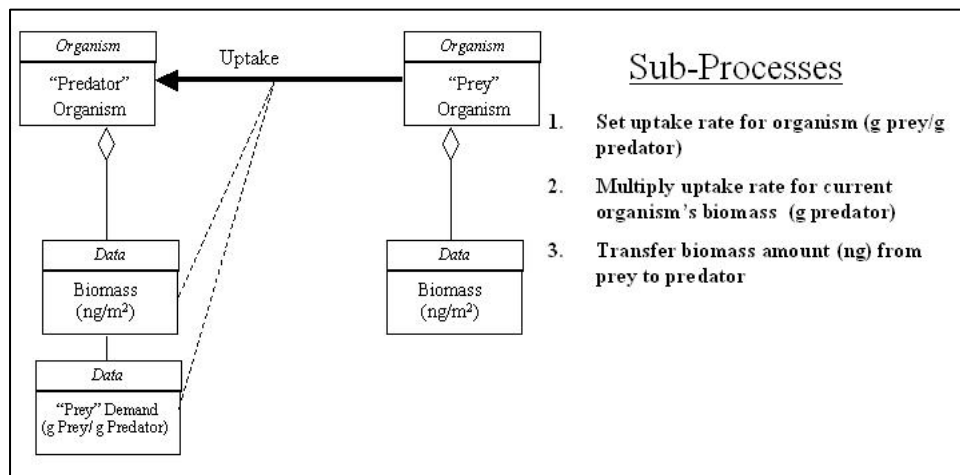 Organism
“Predator”
Organism
Uptake
Organism
“Prey”
Organism
Data
Biomass
(ng/m²)
Data
“Prey” Demand
(g Prey/ g Predator)
Data
Biomass
(ng/m²)
Sub-Processes
1. Set uptake rate for organism (g prey/g
predator)
2. Multiply uptake rate for current
organism’s biomass (g predator)
3. Transfer biomass amount (ng) from
prey to predator